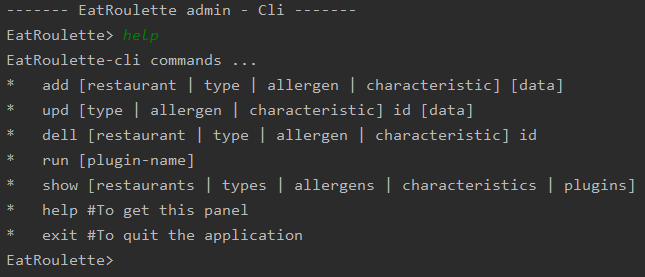 ------- EatRoulette admin - Cli -------
EatRoulette> help
EatRoulette-cli commands ...
*   add [restaurant | type | allergen | characteristic] [data]
*   upd [type | allergen | characteristic] id [data]
*   dell [restaurant | type | allergen | characteristic] id
*   run [plugin-name]
*   show [restaurants | types | allergens | characteristics | plugins]
*   help #To get this panel
*   exit #To quit the application
EatRoulette>